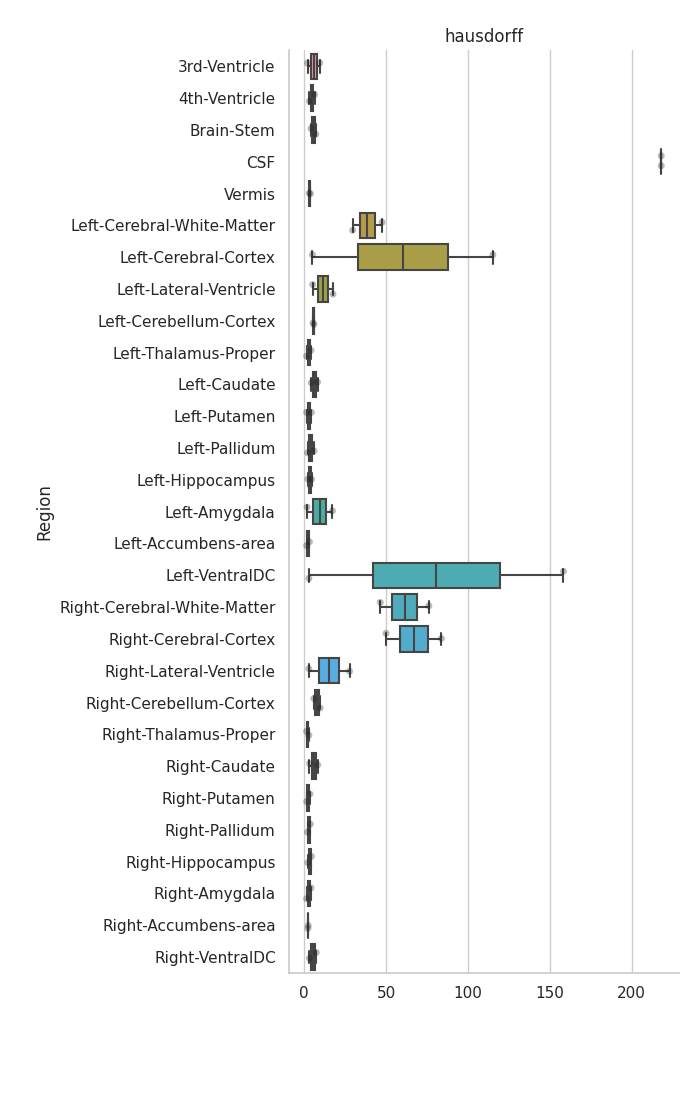 hausdorff
3rd-Ventricle
4th-Ventricle
Brain-Stem
CSF
Vermis
Left-Cerebral-White-Matter
Left-Cerebral-Cortex
Left-Lateral-Ventricle
Left-Cerebellum-Cortex
Left-Thalamus-Proper
Left-Caudate
Left-Putamen
Left-Pallidum
Left-Hippocampus
Left-Amygdala
Left-Accumbens-area
Left-VentralDC
Right-Cerebral-White-Matter
Right-Cerebral-Cortex
Right-Lateral-Ventricle
Right-Cerebellum-Cortex
Right-Thalamus-Proper
Right-Caudate
Right-Putamen
Right-Pallidum
Right-Hippocampus
Right-Amygdala
Right-Accumbens-area
Right-VentralDC
Region
0 50 100 150 200